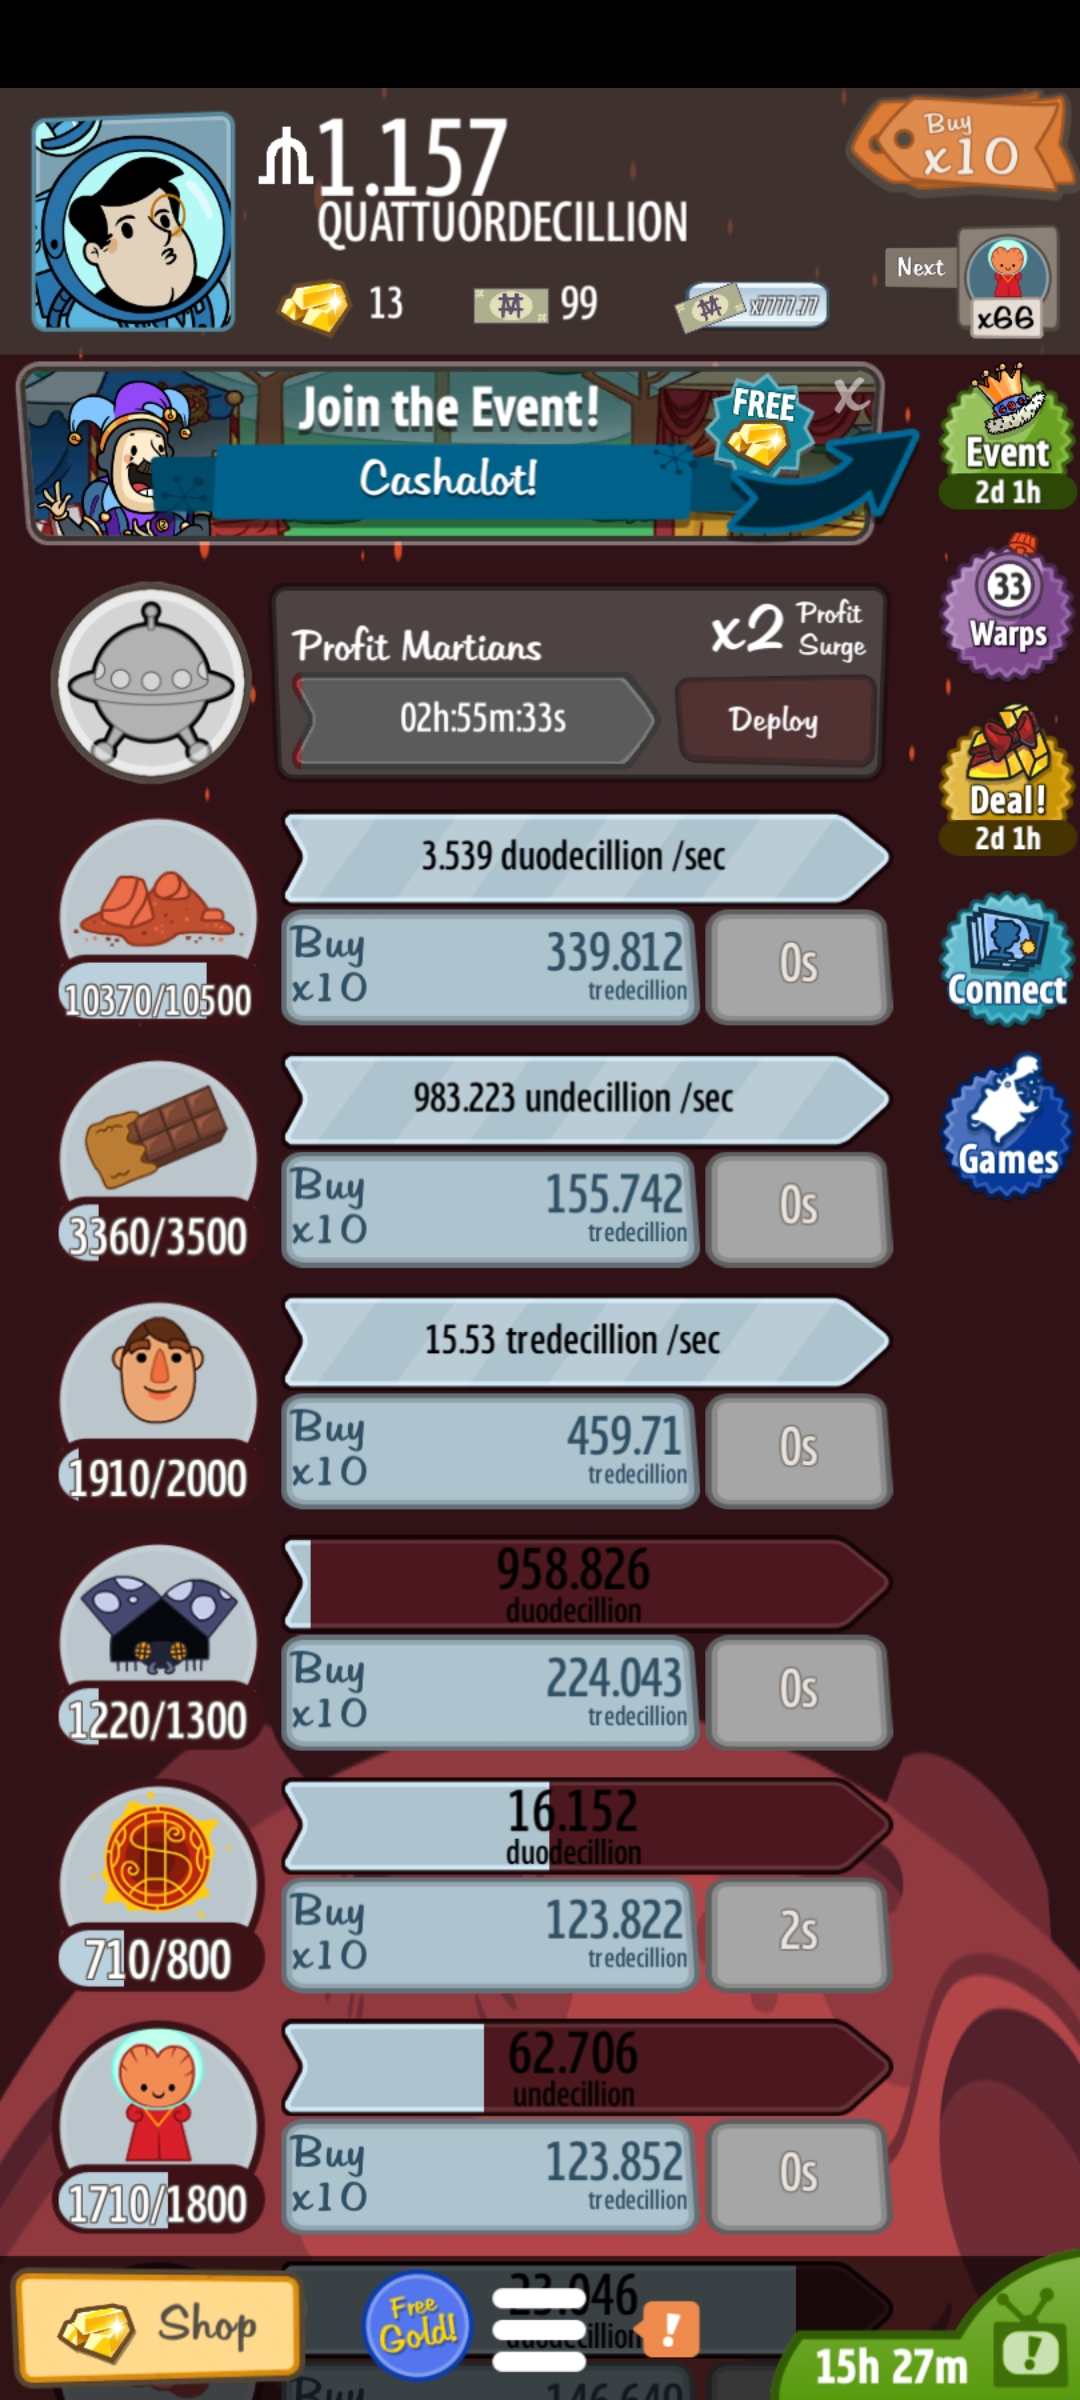 1.157
QUATTUORDECILLION
Buy
x10
13
99
x7777.77
Next
x66
Join the Event!
Cashalot!
FREE
X
Event
2d 1h
33
Warps
Deal!
2d 1h
Connect
Games
Profit Martians
x2 Profit Surge
02h:55m:33s
Deploy
3.539 duodecillion /sec
10370/10500
Buy x10
339.812
tredecillion
0s
983.223 undecillion /sec
3360/3500
Buy x10
155.742
tredecillion
0s
15.53 tredecillion /sec
1910/2000
Buy x10
459.71
tredecillion
0s
958.826
duodecillion
1220/1300
Buy x10
224.043
tredecillion
0s
16.152
duodecillion
710/800
Buy x10
123.822
tredecillion
2s
62.706
undecillion
1710/1800
Buy x10
123.852
tredecillion
0s
Shop
Free Gold!
!
15h 27m
!